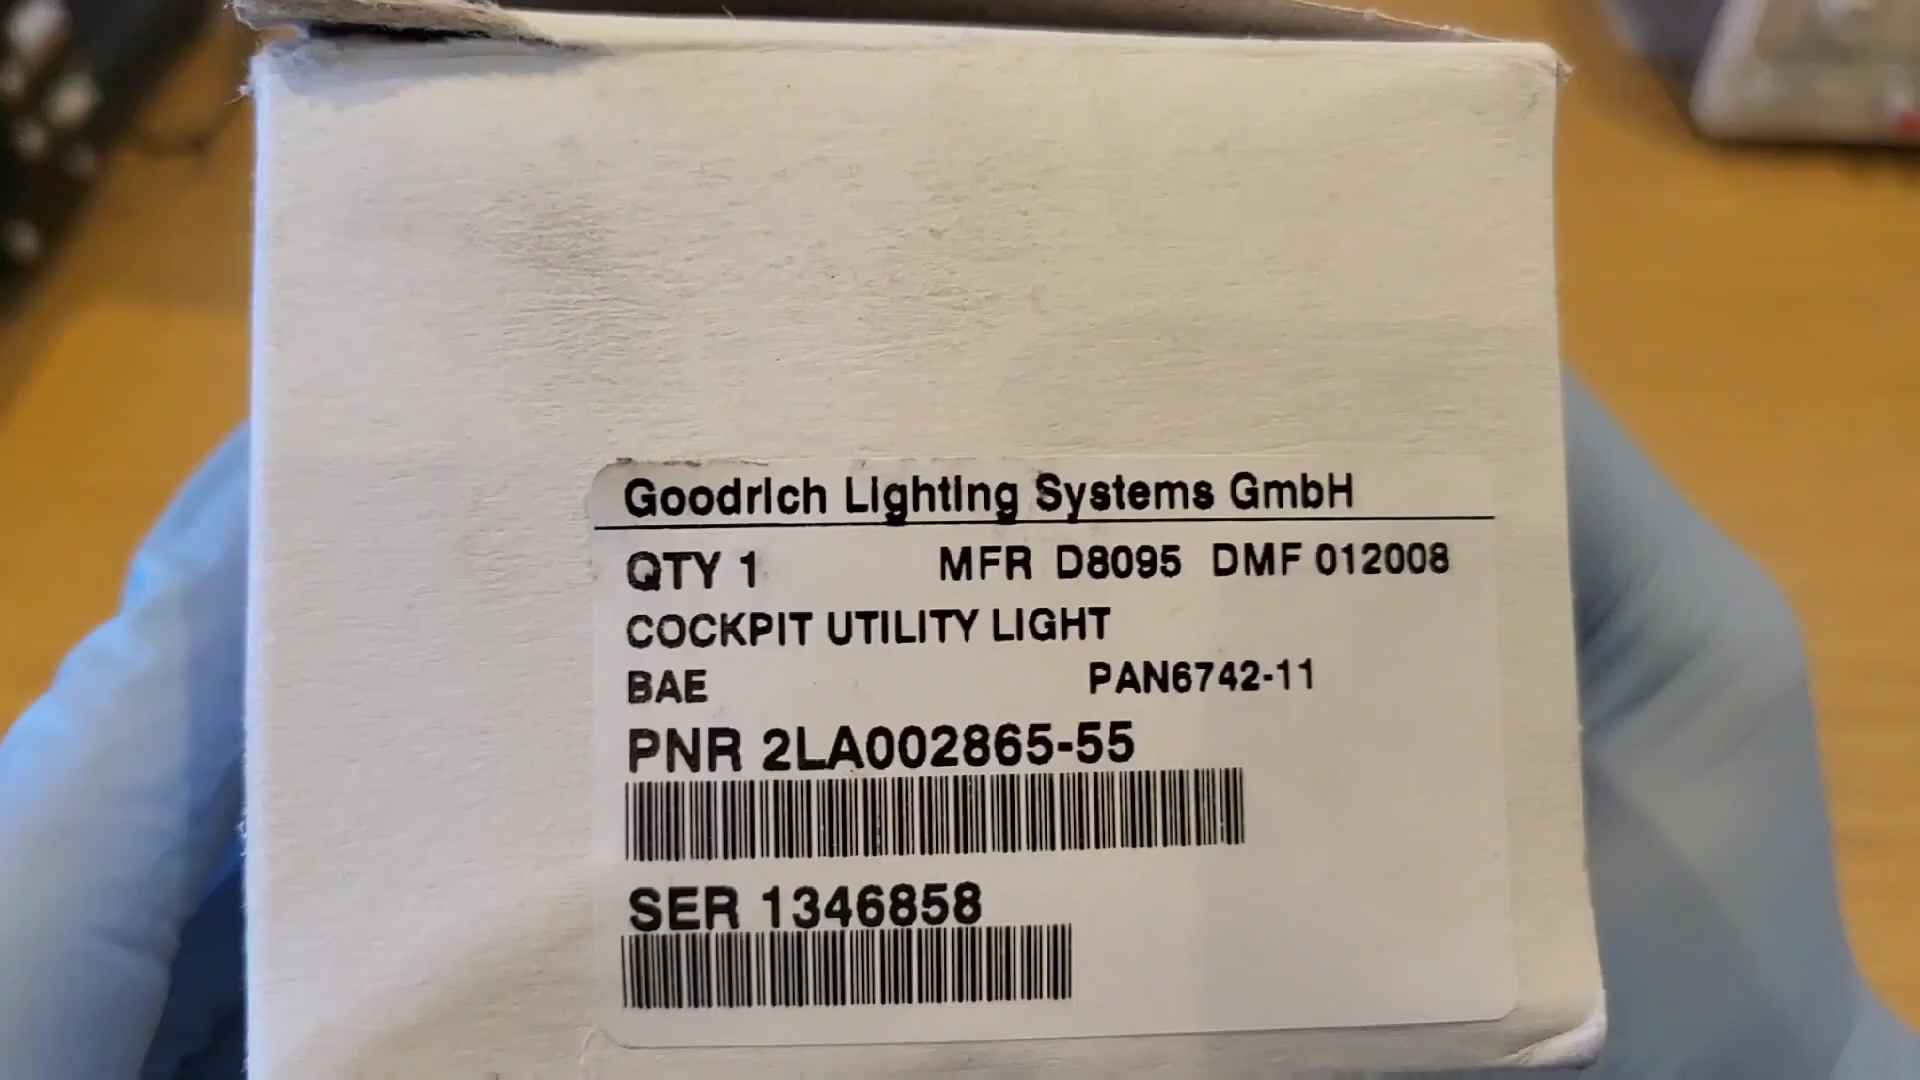 Goodrich Lighting Systems GmbH
QTY 1 MFR D8095 DMF 012008
COCKPIT UTILITY LIGHT
BAE PAN6742-11
PNR 2LA002865-55
SER 1346858